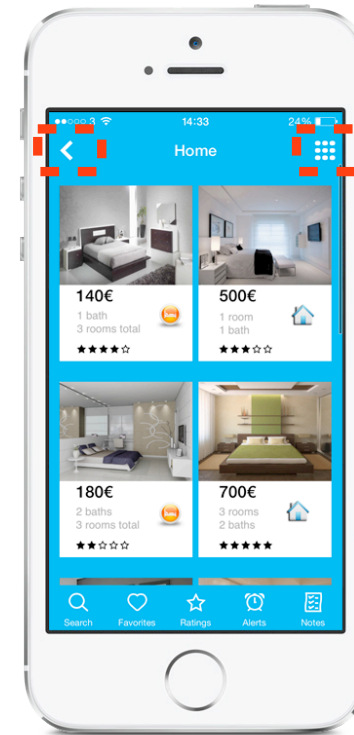 3
14:33
24%
Home
140€
1 bath
3 rooms total
500€
1 room
1 bath
180€
2 baths
3 rooms total
700€
3 rooms
2 baths
Search
Favorites
Ratings
Alerts
Notes